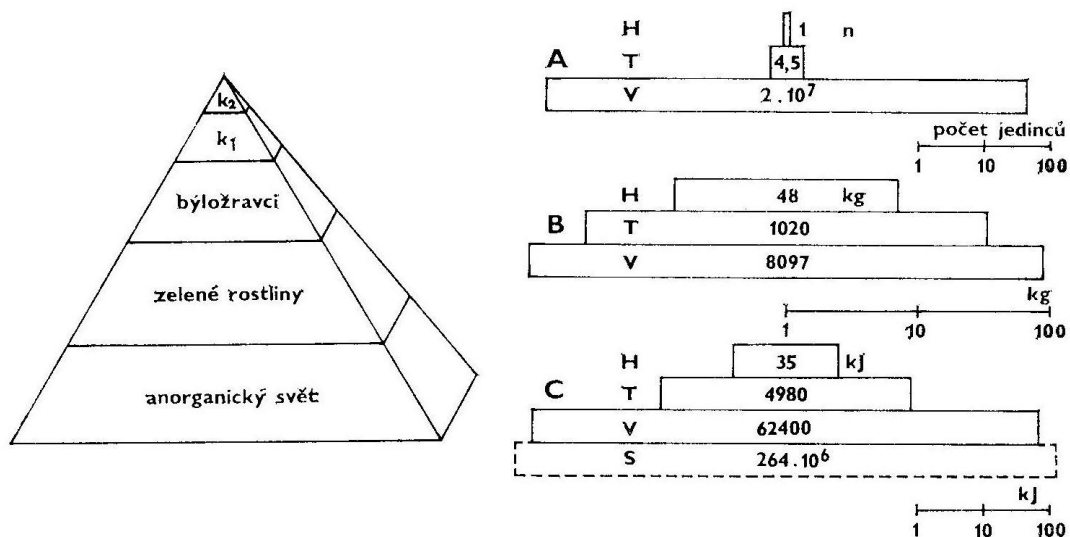 k₂
k₁
býložravci
zelené rostliny
anorganický svět
H 1 n
A T 4,5
V 2.10⁷
počet jedinců
1 10 100
H 48 kg
B T 1020
V 8097
kg
1 10 100
H 35 kj
C T 4980
V 62400
S 264.10⁶
kj
1 10 100